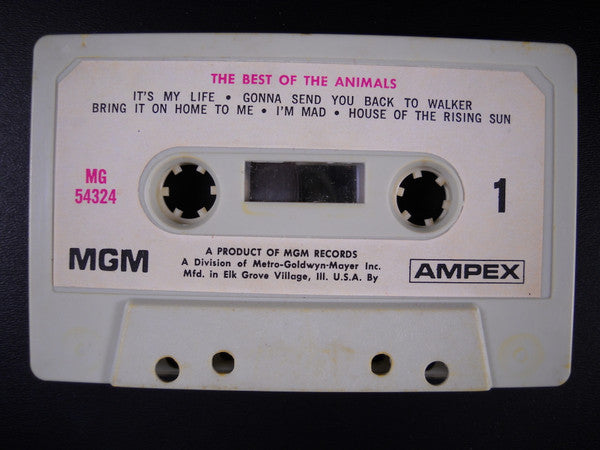 THE BEST OF THE ANIMALS
IT'S MY LIFE • GONNA SEND YOU BACK TO WALKER
BRING IT ON HOME TO ME • I'M MAD • HOUSE OF THE RISING SUN
MG
54324
1
MGM
A PRODUCT OF MGM RECORDS
A Division of Metro-Goldwyn-Mayer Inc.
Mfd. in Elk Grove Village, Ill. U.S.A. By
AMPEX